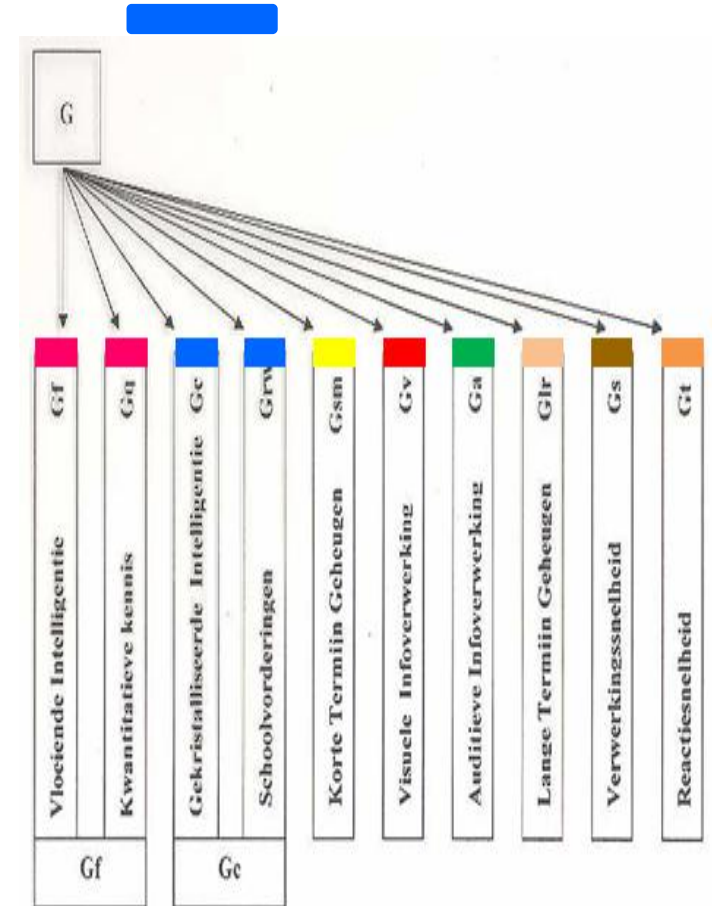 G
Vloeiende Intelligentie Gf
Kwantitatieve kennis Gq
Gekristalliseerde Intelligentie Gc
Schoolvorderingen Grw
Korte Termijn Geheugen Gsm
Visuele Infoverwerking Gv
Auditieve Infoverwerking Ga
Lange Termijn Geheugen Glr
Verwerkingssnelheid Gs
Reactiesnelheid Gt
Gf
Gc